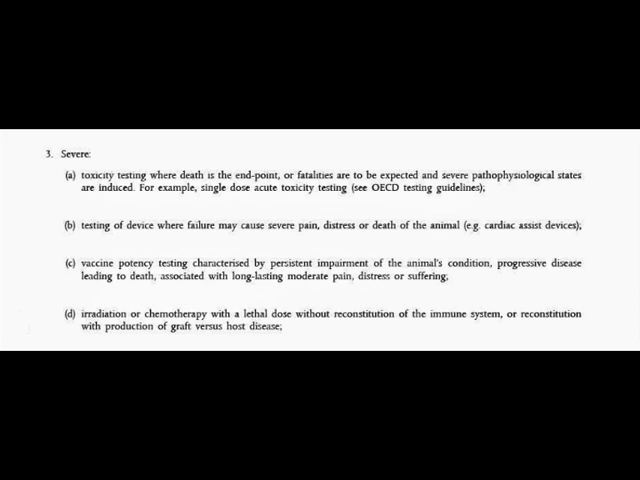 3. Severe:
(a) toxicity testing where death is the end-point, or fatalities are to be expected and severe pathophysiological states
are induced. For example, single dose acute toxicity testing (see OECD testing guidelines);
(b) testing of device where failure may cause severe pain, distress or death of the animal (e.g. cardiac assist devices);
(c) vaccine potency testing characterised by persistent impairment of the animal's condition, progressive disease
leading to death, associated with long-lasting moderate pain, distress or suffering;
(d) irradiation or chemotherapy with a lethal dose without reconstitution of the immune system, or reconstitution
with production of graft versus host disease;